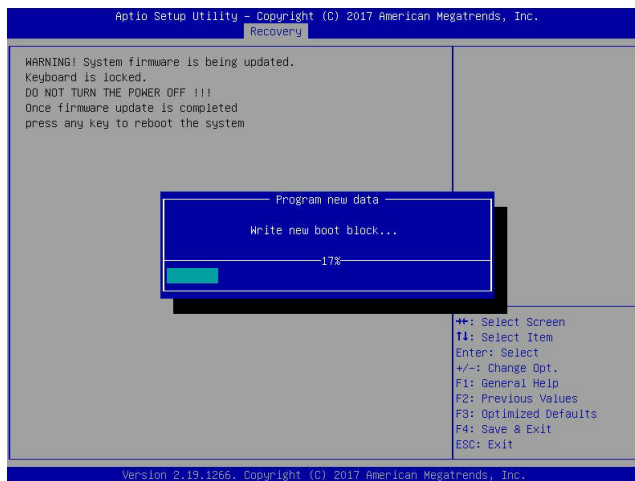 Aptio Setup Utility – Copyright (C) 2017 American Megatrends, Inc.
Recovery
WARNING! System firmware is being updated.
Keyboard is locked.
DO NOT TURN THE POWER OFF !!!
Once firmware update is completed
press any key to reboot the system
Program new data
Write new boot block...
17%
↔: Select Screen
↑↓: Select Item
Enter: Select
+/-: Change Opt.
F1: General Help
F2: Previous Values
F3: Optimized Defaults
F4: Save & Exit
ESC: Exit
Version 2.19.1266. Copyright (C) 2017 American Megatrends, Inc.